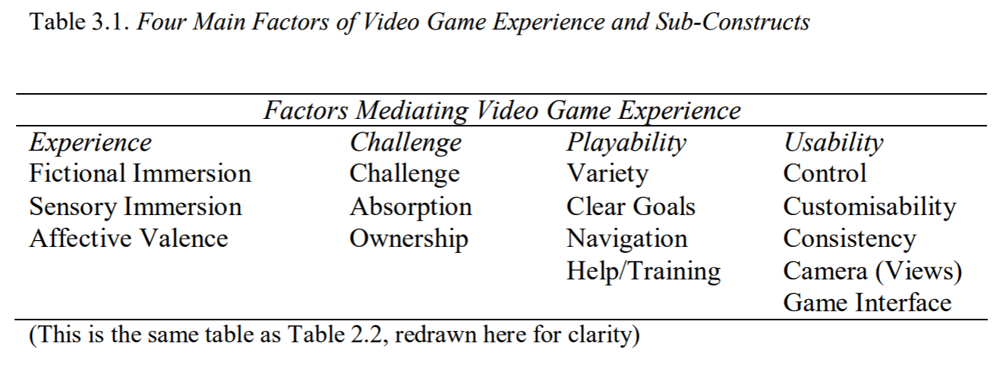 Table 3.1. Four Main Factors of Video Game Experience and Sub-Constructs
Factors Mediating Video Game Experience
Experience Challenge Playability Usability
Fictional Immersion Challenge Variety Control
Sensory Immersion Absorption Clear Goals Customisability
Affective Valence Ownership Navigation Consistency
Help/Training Camera (Views)
Game Interface
(This is the same table as Table 2.2, redrawn here for clarity)